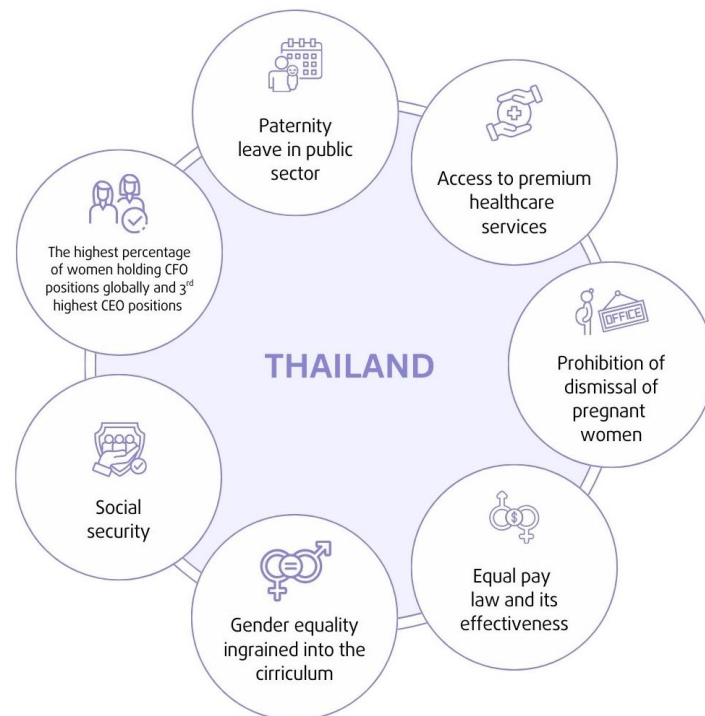 Paternity
leave in public
sector
Access to premium
healthcare
services
OFFICE
Prohibition of
dismissal of
pregnant
women
Equal pay
law and its
effectiveness
Gender equality
ingrained into the
cirriculum
Social
security
The highest percentage
of women holding CFO
positions globally and 3rd
highest CEO positions
THAILAND